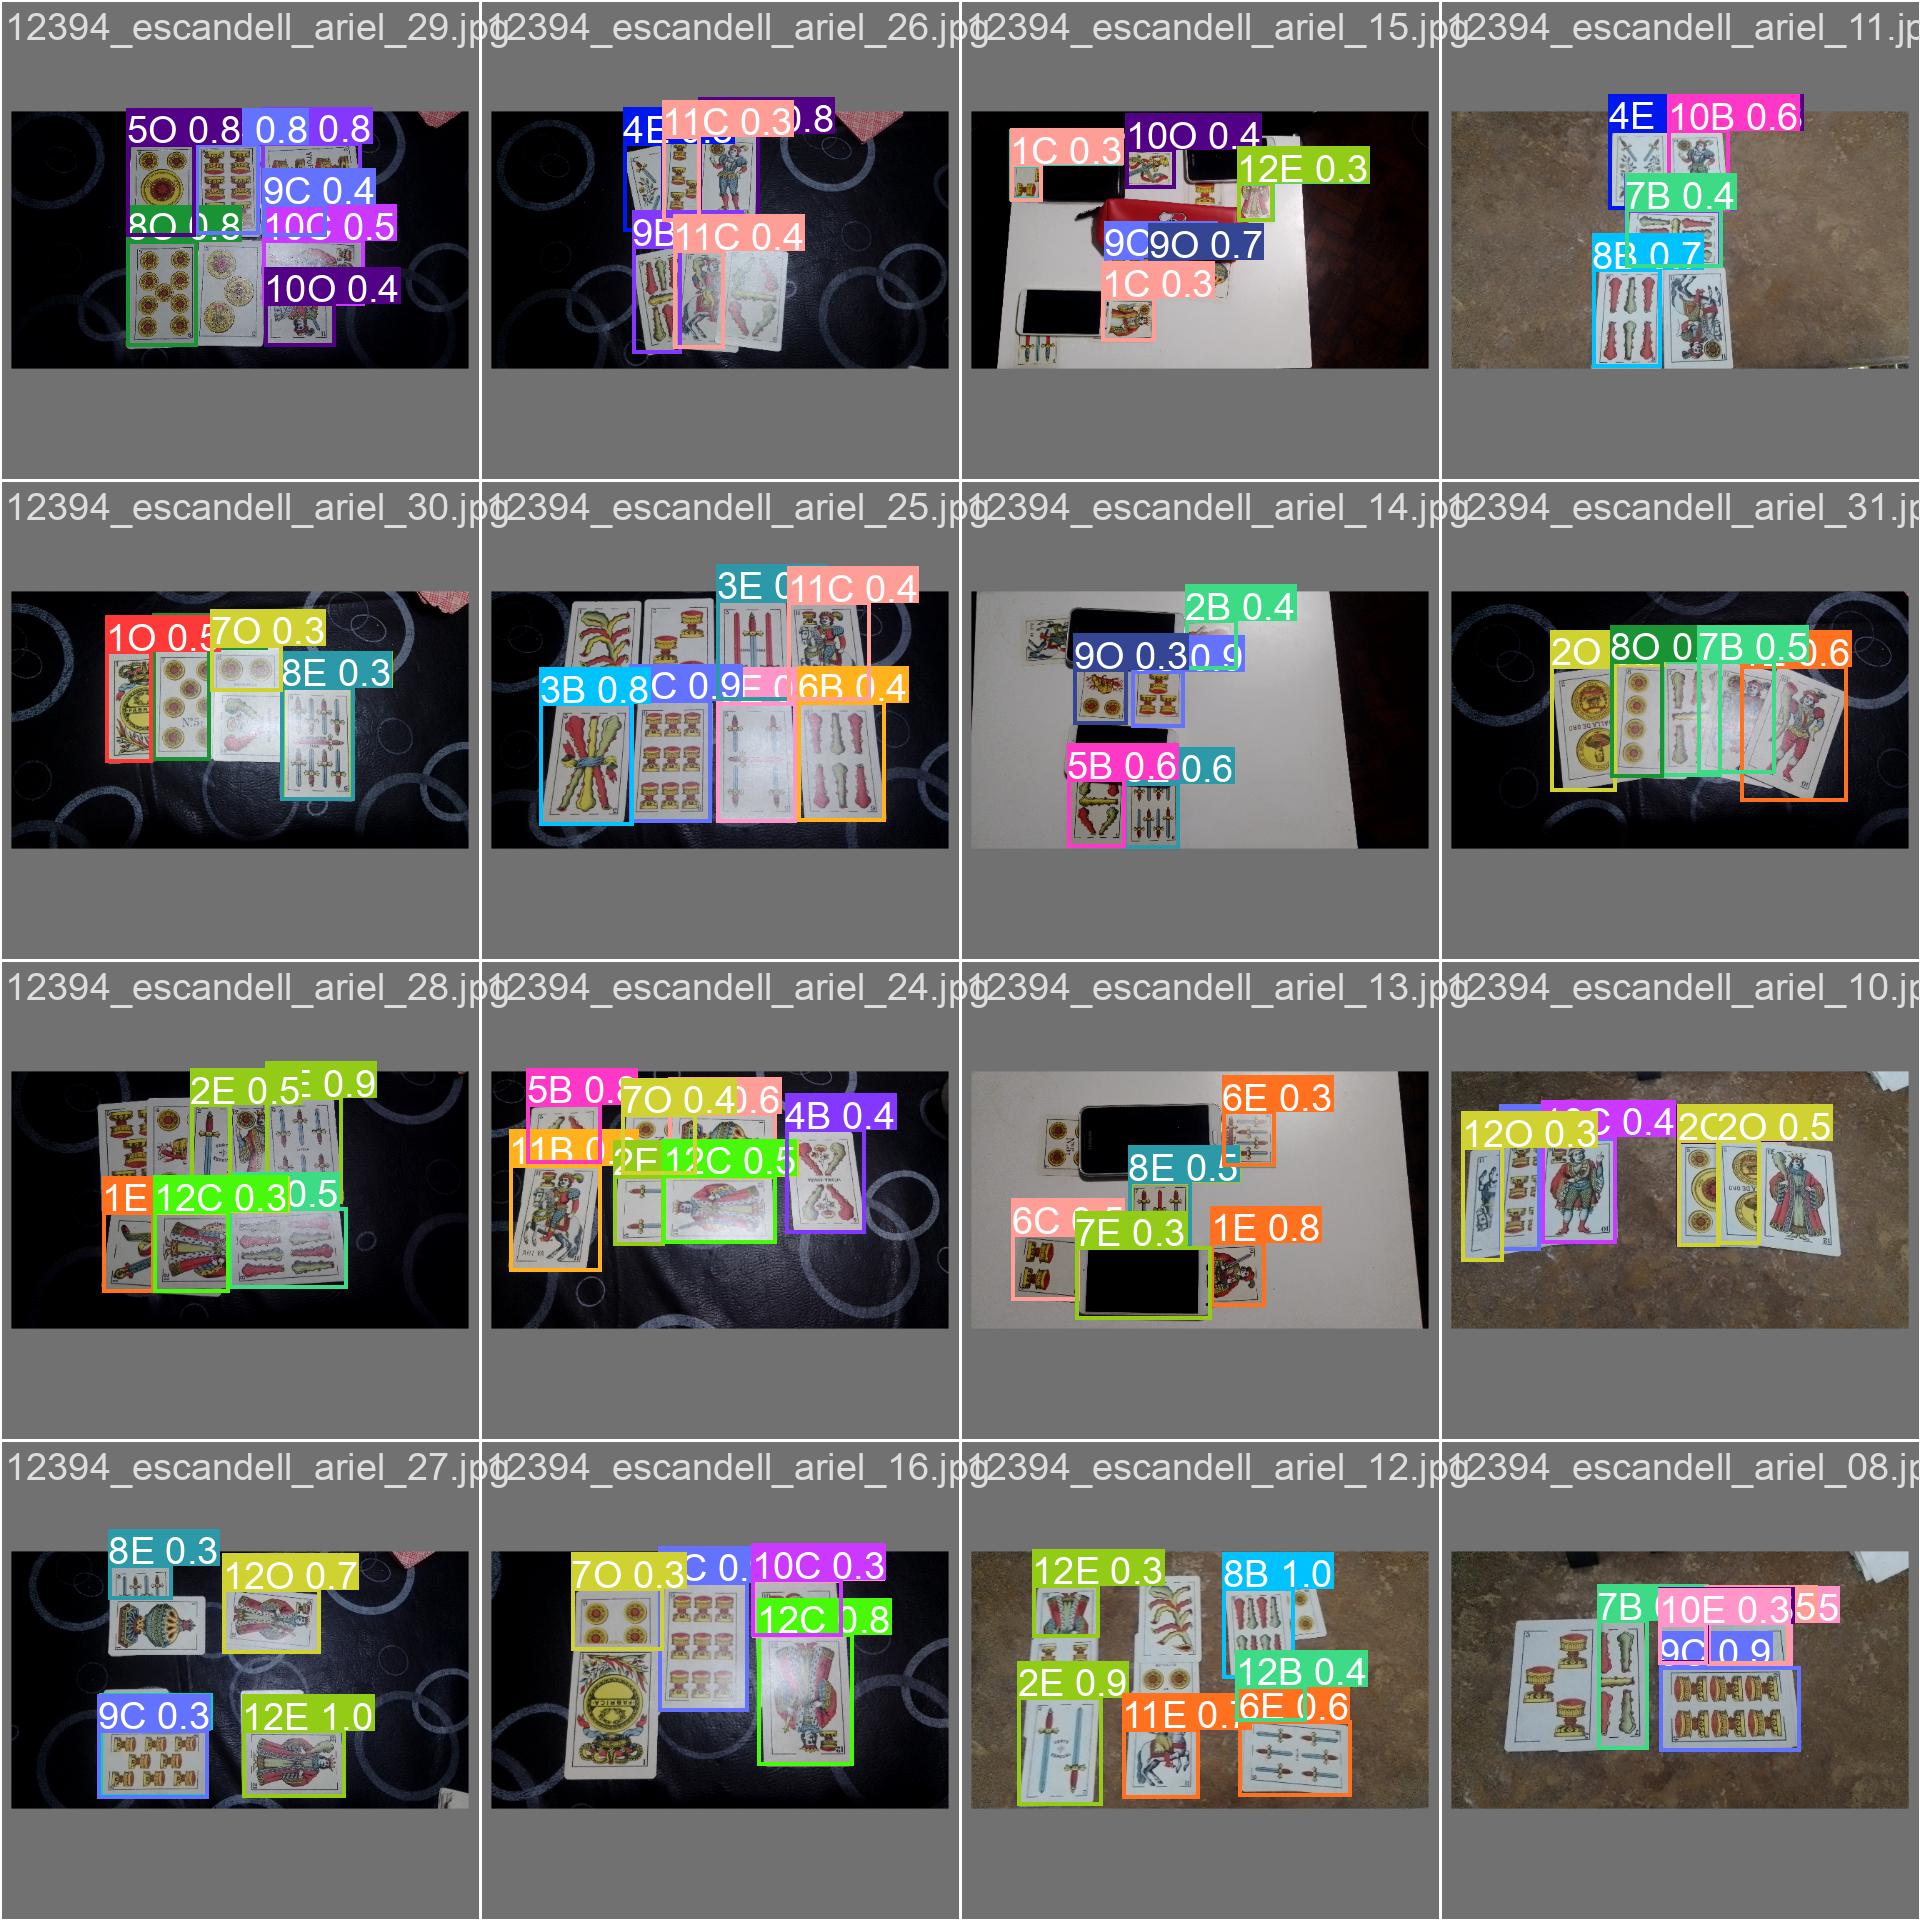 12394_escandell_ariel_29.jpg
5O 0.8
0.8
0.8
9C 0.4
8O 0.8
10C 0.5
10O 0.4
12394_escandell_ariel_26.jpg
4E
11C 0.3
0.8
9B
11C 0.4
12394_escandell_ariel_15.jpg
1C 0.3
10O 0.4
12E 0.3
9C
9O 0.7
1C 0.3
12394_escandell_ariel_11.jp
4E
10B 0.6
7B 0.4
8B 0.7
12394_escandell_ariel_30.jpg
1O 0.5
7O 0.3
8E 0.3
12394_escandell_ariel_25.jpg
3E 0
11C 0.4
3B 0.8
C 0.9
E 0
6B 0.4
12394_escandell_ariel_14.jpg
2B 0.4
9O 0.3
0.9
5B 0.6
0.6
12394_escandell_ariel_31.jp
2O
8O 0.
7B 0.5
0.6
12394_escandell_ariel_28.jpg
2E 0.5
E 0.9
1E
12C 0.3
0.5
12394_escandell_ariel_24.jpg
5B 0.8
7O 0.4
0.6
4B 0.4
11B 0.
2E
12C 0.5
12394_escandell_ariel_13.jpg
6E 0.3
8E 0.5
6C 0.5
7E 0.3
1E 0.8
12394_escandell_ariel_10.jp
12O 0.3
10C 0.4
2O
2O 0.5
12394_escandell_ariel_27.jpg
8E 0.3
12O 0.7
9C 0.3
12E 1.0
12394_escandell_ariel_16.jpg
7O 0.3
C 0.
10C 0.3
12C 0.8
12394_escandell_ariel_12.jpg
12E 0.3
8B 1.0
2E 0.9
12B 0.4
11E 0.7
6E 0.6
12394_escandell_ariel_08.jp
7B
10E 0.3
55
9C 0.9